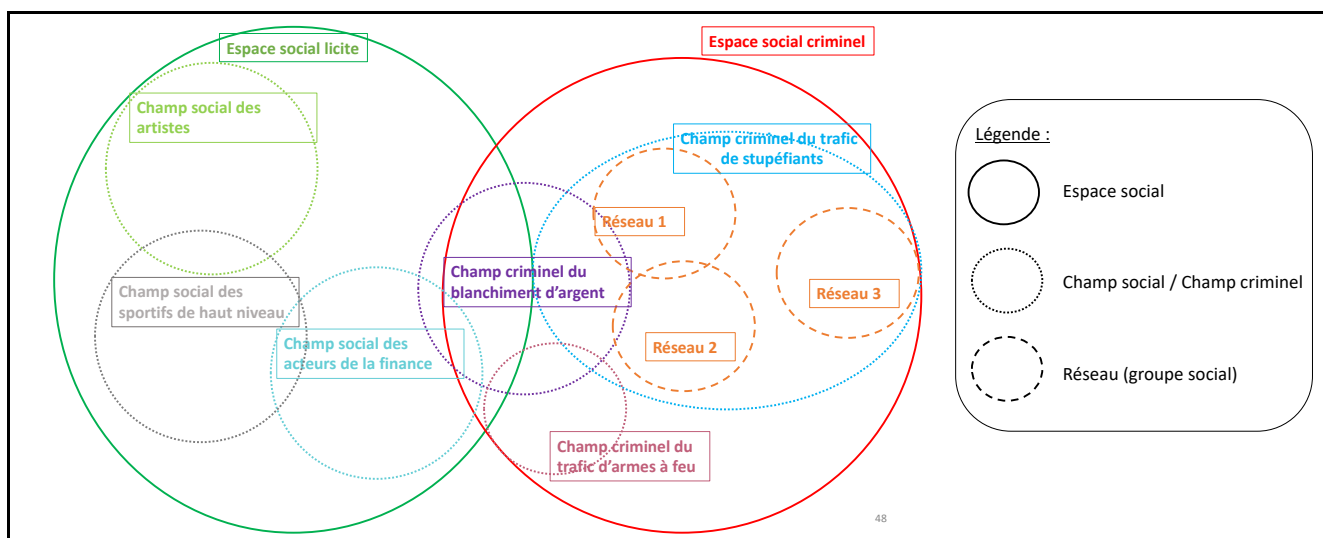 Espace social licite
Espace social criminel
Champ social des
artistes
Champ criminel du trafic
de stupéfiants
Réseau 1
Champ criminel du
blanchiment d'argent
Champ social des
sportifs de haut niveau
Réseau 3
Champ social des
acteurs de la finance
Réseau 2
Champ criminel du
trafic d'armes à feu
48
Légende :
Espace social
Champ social / Champ criminel
Réseau (groupe social)